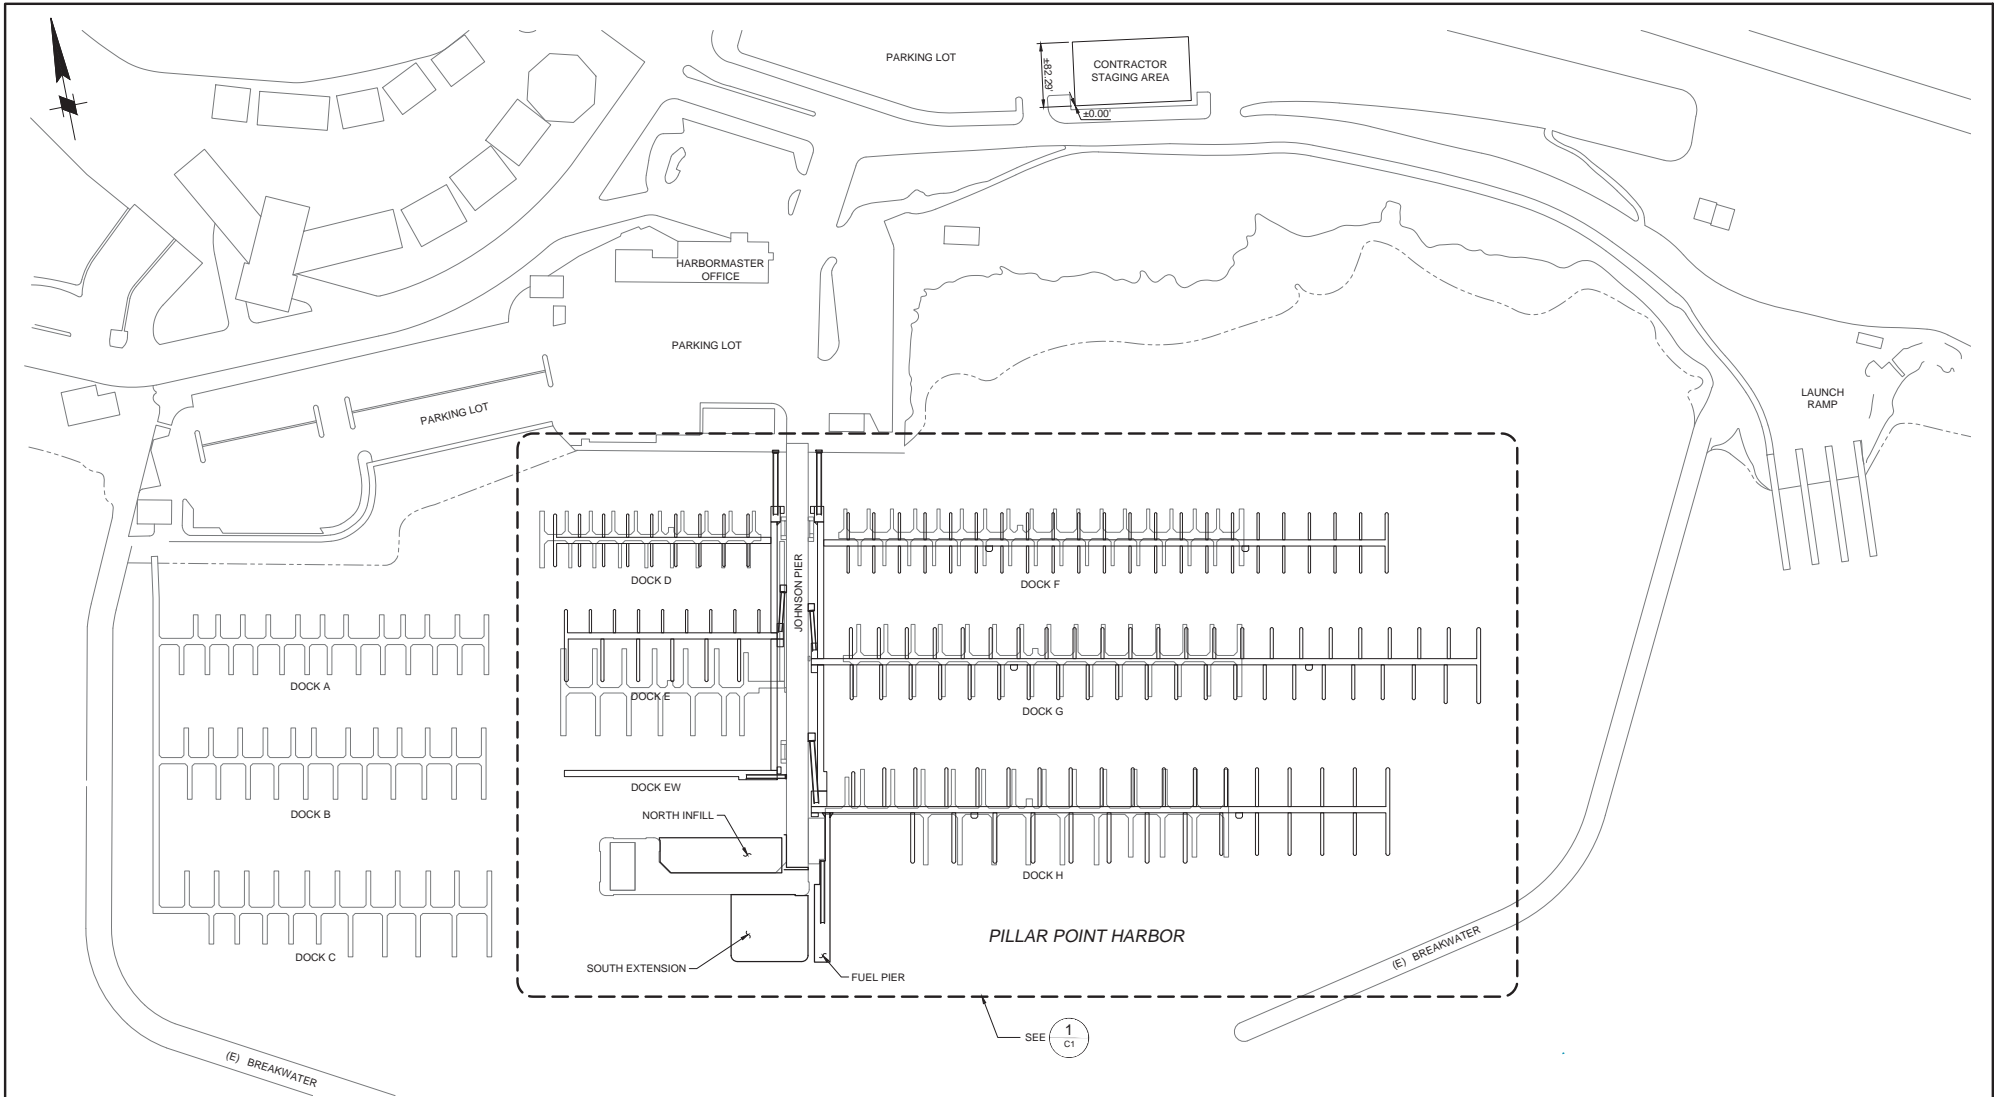 PARKING LOT
CONTRACTOR
STAGING AREA
±82.29'
±0.00'
HARBORMASTER
OFFICE
PARKING LOT
PARKING LOT
LAUNCH
RAMP
JOHNSON PIER
DOCK D
DOCK F
DOCK A
DOCK E
DOCK G
DOCK EW
DOCK B
NORTH INFILL
DOCK H
DOCK C
PILLAR POINT HARBOR
SOUTH EXTENSION
FUEL PIER
(E) BREAKWATER
SEE
1
C1
(E) BREAKWATER